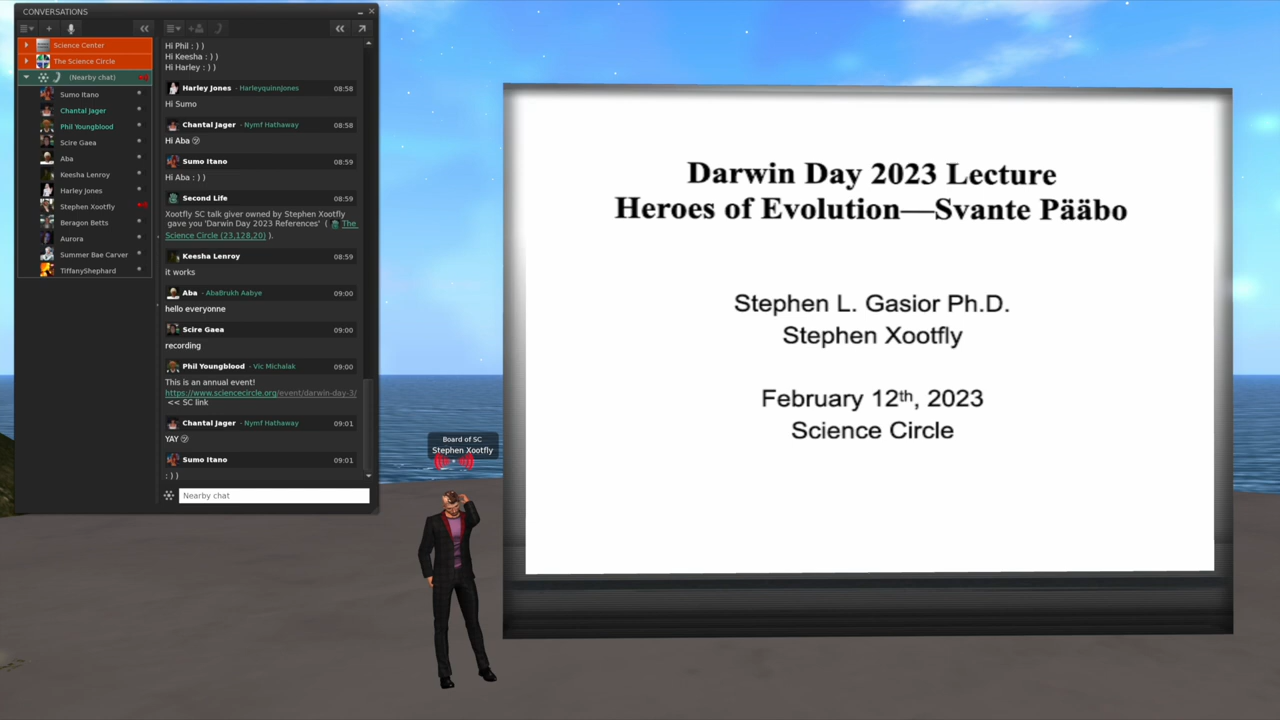 CONVERSATIONS
Science Center
The Science Circle
(Nearby chat)
Sumo Itano
Chantal Jager
Phil Youngblood
Scire Gaea
Aba
Keesha Lenroy
Harley Jones
Stephen Xootfly
Beragon Betts
Aurora
Summer Bae Carver
TiffanyShephard
Hi Phil : ) )
Hi Keesha : ) )
Hi Harley : ) )
Harley Jones - Harleyquinnjones 08:58
Hi Sumo
Chantal Jager - Nymf Hathaway 08:58
Hi Aba
Sumo Itano 08:59
Hi Aba : ) )
Second Life 08:59
Xootfly SC talk giver owned by Stephen Xootfly
gave you 'Darwin Day 2023 References' ( The
Science Circle (23,128,20) ).
Keesha Lenroy 08:59
it works
Aba - AbaBrukh Aabye 09:00
hello everyonne
Scire Gaea 09:00
recording
Phil Youngblood - Vic Michalak 09:00
This is an annual event!
https://www.sciencecircle.org/event/darwin-day-3/
<< SC link
Chantal Jager - Nymf Hathaway 09:01
YAY
Sumo Itano 09:01
: ) )
Nearby chat
Board of SC
Stephen Xootfly
Darwin Day 2023 Lecture
Heroes of Evolution—Svante Pääbo
Stephen L. Gasior Ph.D.
Stephen Xootfly
February 12th, 2023
Science Circle